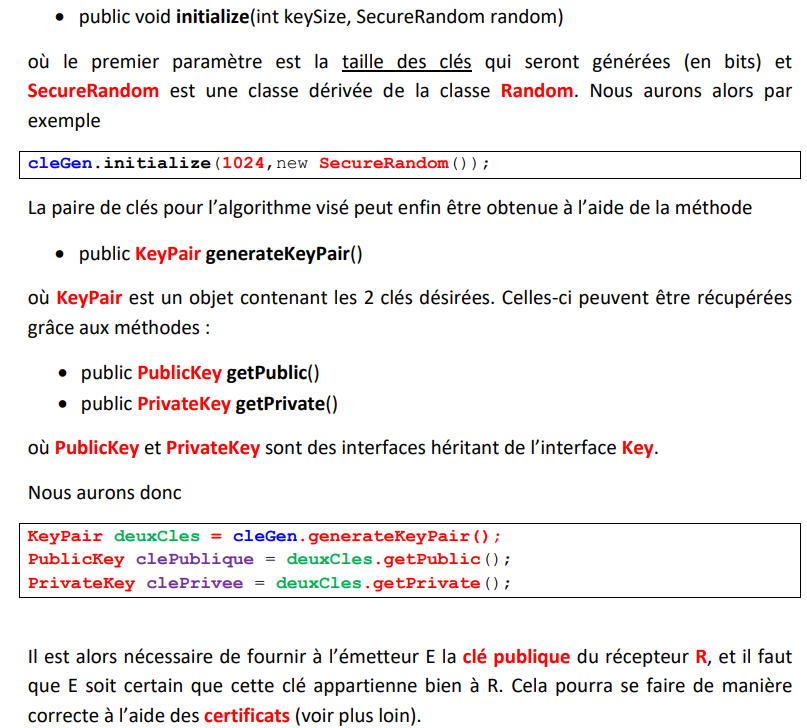 • public void initialize(int keySize, SecureRandom random)
où le premier paramètre est la taille des clés qui seront générées (en bits) et
SecureRandom est une classe dérivée de la classe Random. Nous aurons alors par
exemple
cleGen.initialize(1024,new SecureRandom());
La paire de clés pour l’algorithme visé peut enfin être obtenue à l’aide de la méthode
• public KeyPair generateKeyPair()
où KeyPair est un objet contenant les 2 clés désirées. Celles-ci peuvent être récupérées
grâce aux méthodes :
• public PublicKey getPublic()
• public PrivateKey getPrivate()
où PublicKey et PrivateKey sont des interfaces héritant de l’interface Key.
Nous aurons donc
KeyPair deuxCles = cleGen.generateKeyPair();
PublicKey clePublique = deuxCles.getPublic();
PrivateKey clePrivee = deuxCles.getPrivate();
Il est alors nécessaire de fournir à l’émetteur E la clé publique du récepteur R, et il faut
que E soit certain que cette clé appartienne bien à R. Cela pourra se faire de manière
correcte à l’aide des certificats (voir plus loin).